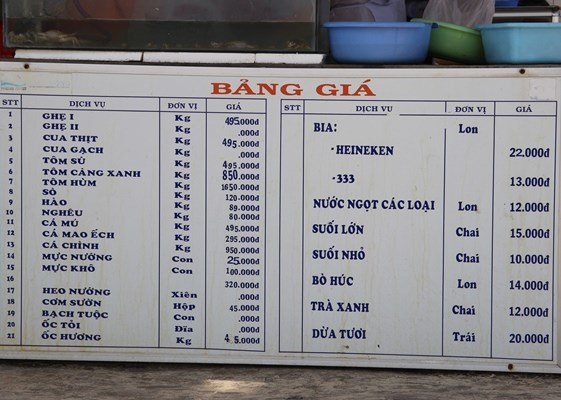 BẢNG GIÁ
STT DỊCH VỤ ĐƠN VỊ GIÁ
1 GHẸ I Kg 495.000đ
2 GHẸ II Kg .000đ
3 CUA THỊT Kg 495.000đ
4 CUA GẠCH Kg .000đ
5 TÔM SÚ Kg 495.000đ
6 TÔM CÀNG XANH Kg 850.000đ
7 TÔM HÙM Kg 1650.000đ
8 SÒ Kg 120.000đ
9 HÀO Kg 80.000đ
10 NGHÊU Kg 80.000đ
11 CÁ MÚ Kg 495.000đ
12 CÁ MAO ẾCH Kg 295.000đ
13 CÁ CHÌNH Kg 950.000đ
14 MỰC NƯỚNG Con 25.000đ
15 MỰC KHÔ Con 100.000đ
16 320.000đ
17 HEO NƯỚNG Xiên .000đ
18 CƠM SƯỜN Hộp 45.000đ
19 BẠCH TUỘC Con .000đ
20 ỐC TỎI Đĩa .000đ
21 ỐC HƯƠNG Kg 4 5.000đ
STT DỊCH VỤ ĐƠN VỊ GIÁ
BIA: Lon
·HEINEKEN 22.000đ
·333 13.000đ
NƯỚC NGỌT CÁC LOẠI Lon 12.000đ
SUỐI LỚN Chai 15.000đ
SUỐI NHỎ Chai 10.000đ
BÒ HÚC Lon 14.000đ
TRÀ XANH Chai 12.000đ
DỪA TƯƠI Trái 20.000đ